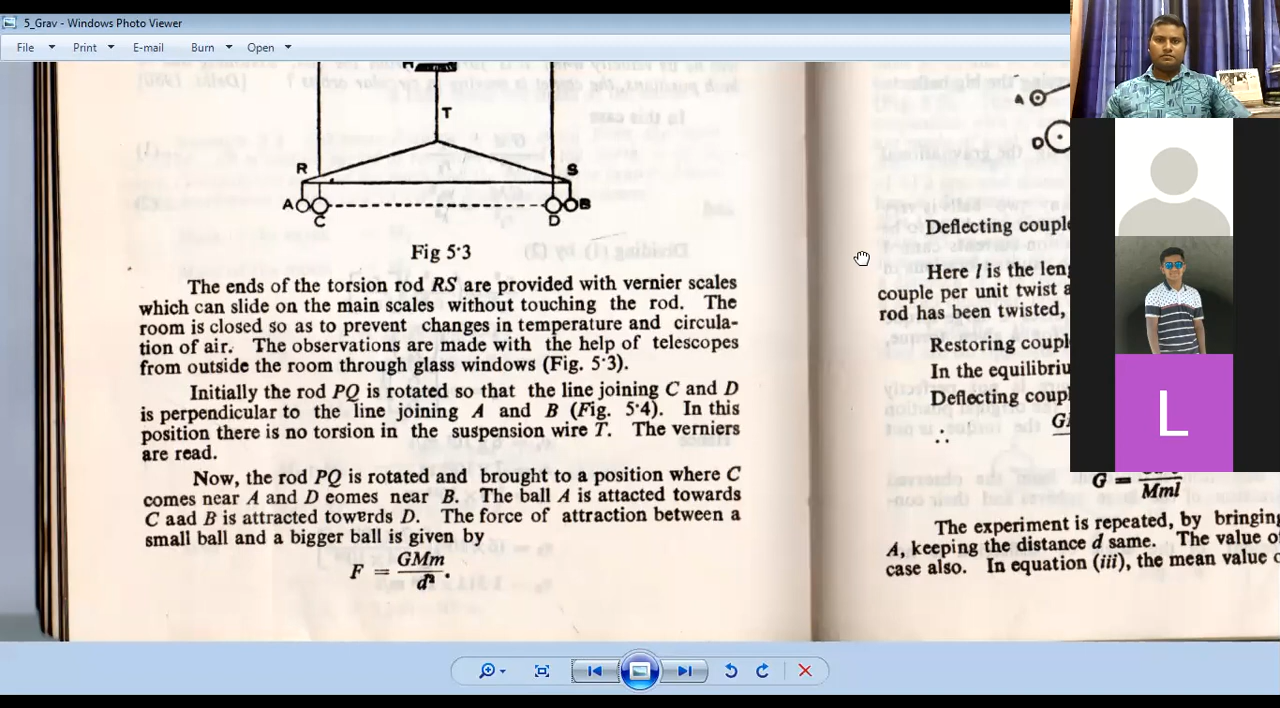 5_Grav - Windows Photo Viewer
File Print E-mail Burn Open
T
R S
A B
C D
Fig 5·3
The ends of the torsion rod RS are provided with vernier scales
which can slide on the main scales without touching the rod. The
room is closed so as to prevent changes in temperature and circula-
tion of air. The observations are made with the help of telescopes
from outside the room through glass windows (Fig. 5·3).
Initially the rod PQ is rotated so that the line joining C and D
is perpendicular to the line joining A and B (Fig. 5·4). In this
position there is no torsion in the suspension wire T. The verniers
are read.
Now, the rod PQ is rotated and brought to a position where C
comes near A and D eomes near B. The ball A is attacted towards
C aad B is attracted towerds D. The force of attraction between a
small ball and a bigger ball is given by
F = GMm / d² .
A
D
Deflecting couple
Here l is the len
couple per unit twist a
rod has been twisted,
Restoring coupl
In the equilibriu
Deflecting coup
∴ G
G =
Mml
The experiment is repeated, by bringing
A, keeping the distance d same. The value of
case also. In equation (iii), the mean value o
L